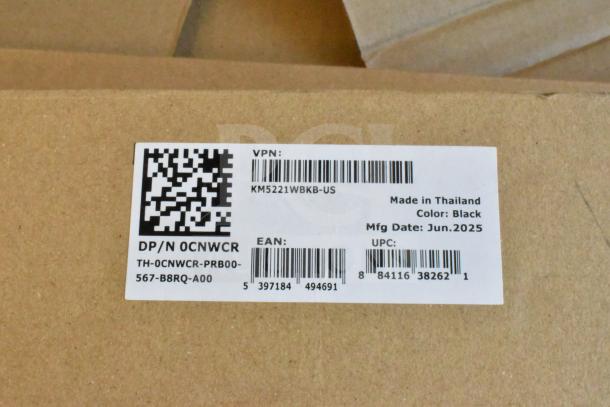 VPN:
KM5221WBKB-US
Made in Thailand
Color: Black
Mfg Date: Jun.2025
DP/N 0CNWCR
TH-0CNWCR-PRB00-
567-B8RQ-A00
EAN:
5 397184 494691
UPC:
8 84116 38262 1